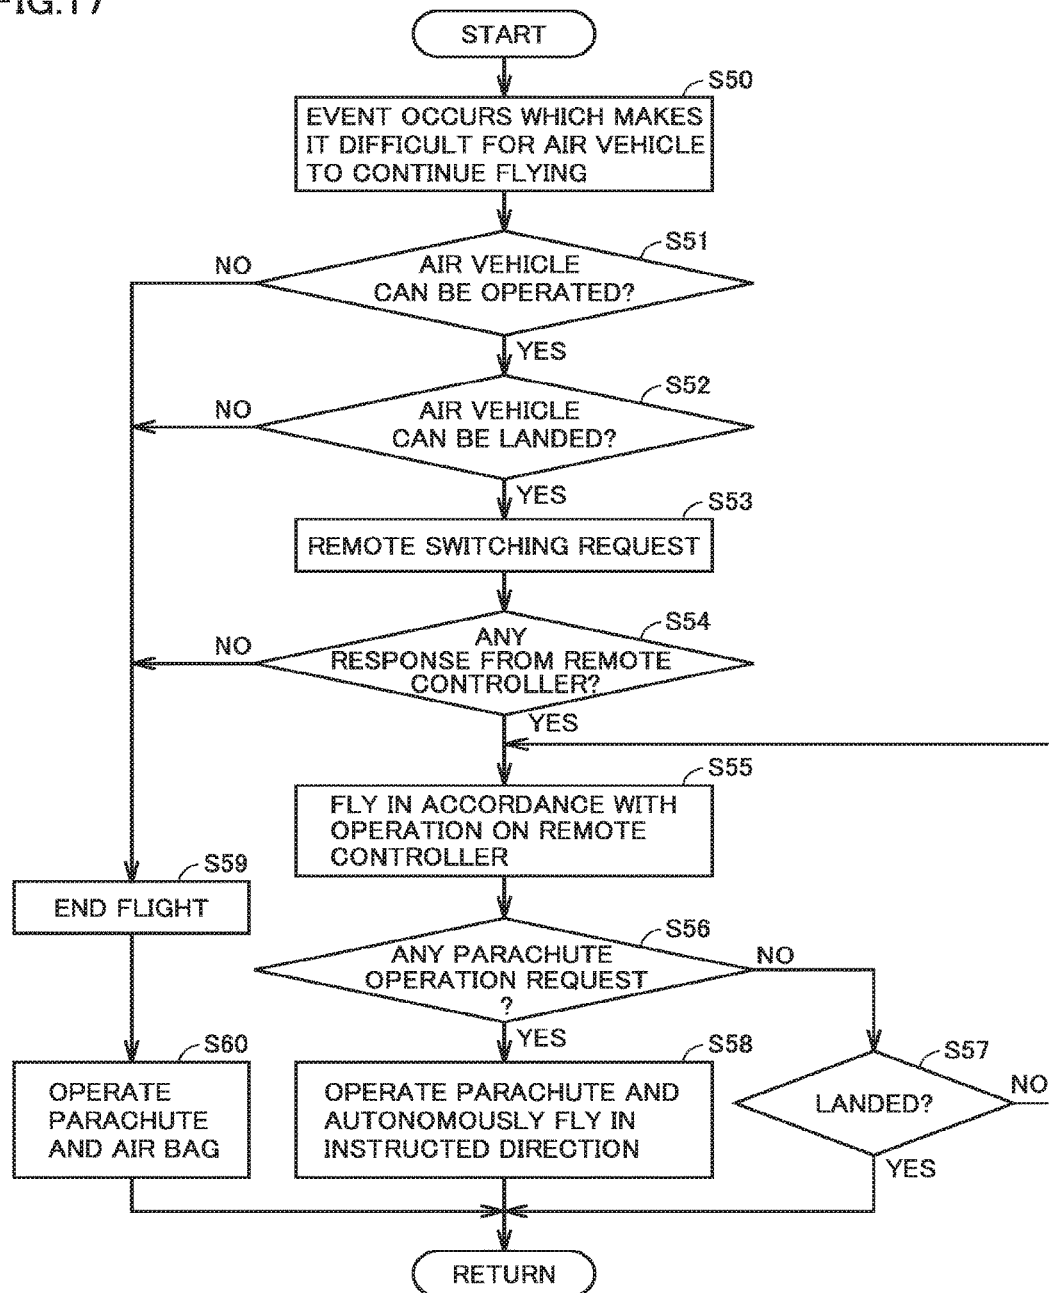 FIG.17
START
S50
EVENT OCCURS WHICH MAKES
IT DIFFICULT FOR AIR VEHICLE
TO CONTINUE FLYING
S51
NO
AIR VEHICLE
CAN BE OPERATED?
YES
S52
NO
AIR VEHICLE
CAN BE LANDED?
YES
S53
REMOTE SWITCHING REQUEST
S54
NO
ANY
RESPONSE FROM REMOTE
CONTROLLER?
YES
S55
FLY IN ACCORDANCE WITH
OPERATION ON REMOTE
CONTROLLER
S59
END FLIGHT
S56
ANY PARACHUTE
OPERATION REQUEST
?
NO
YES
S60
OPERATE
PARACHUTE
AND AIR BAG
S58
OPERATE PARACHUTE AND
AUTONOMOUSLY FLY IN
INSTRUCTED DIRECTION
S57
LANDED?
NO
YES
RETURN